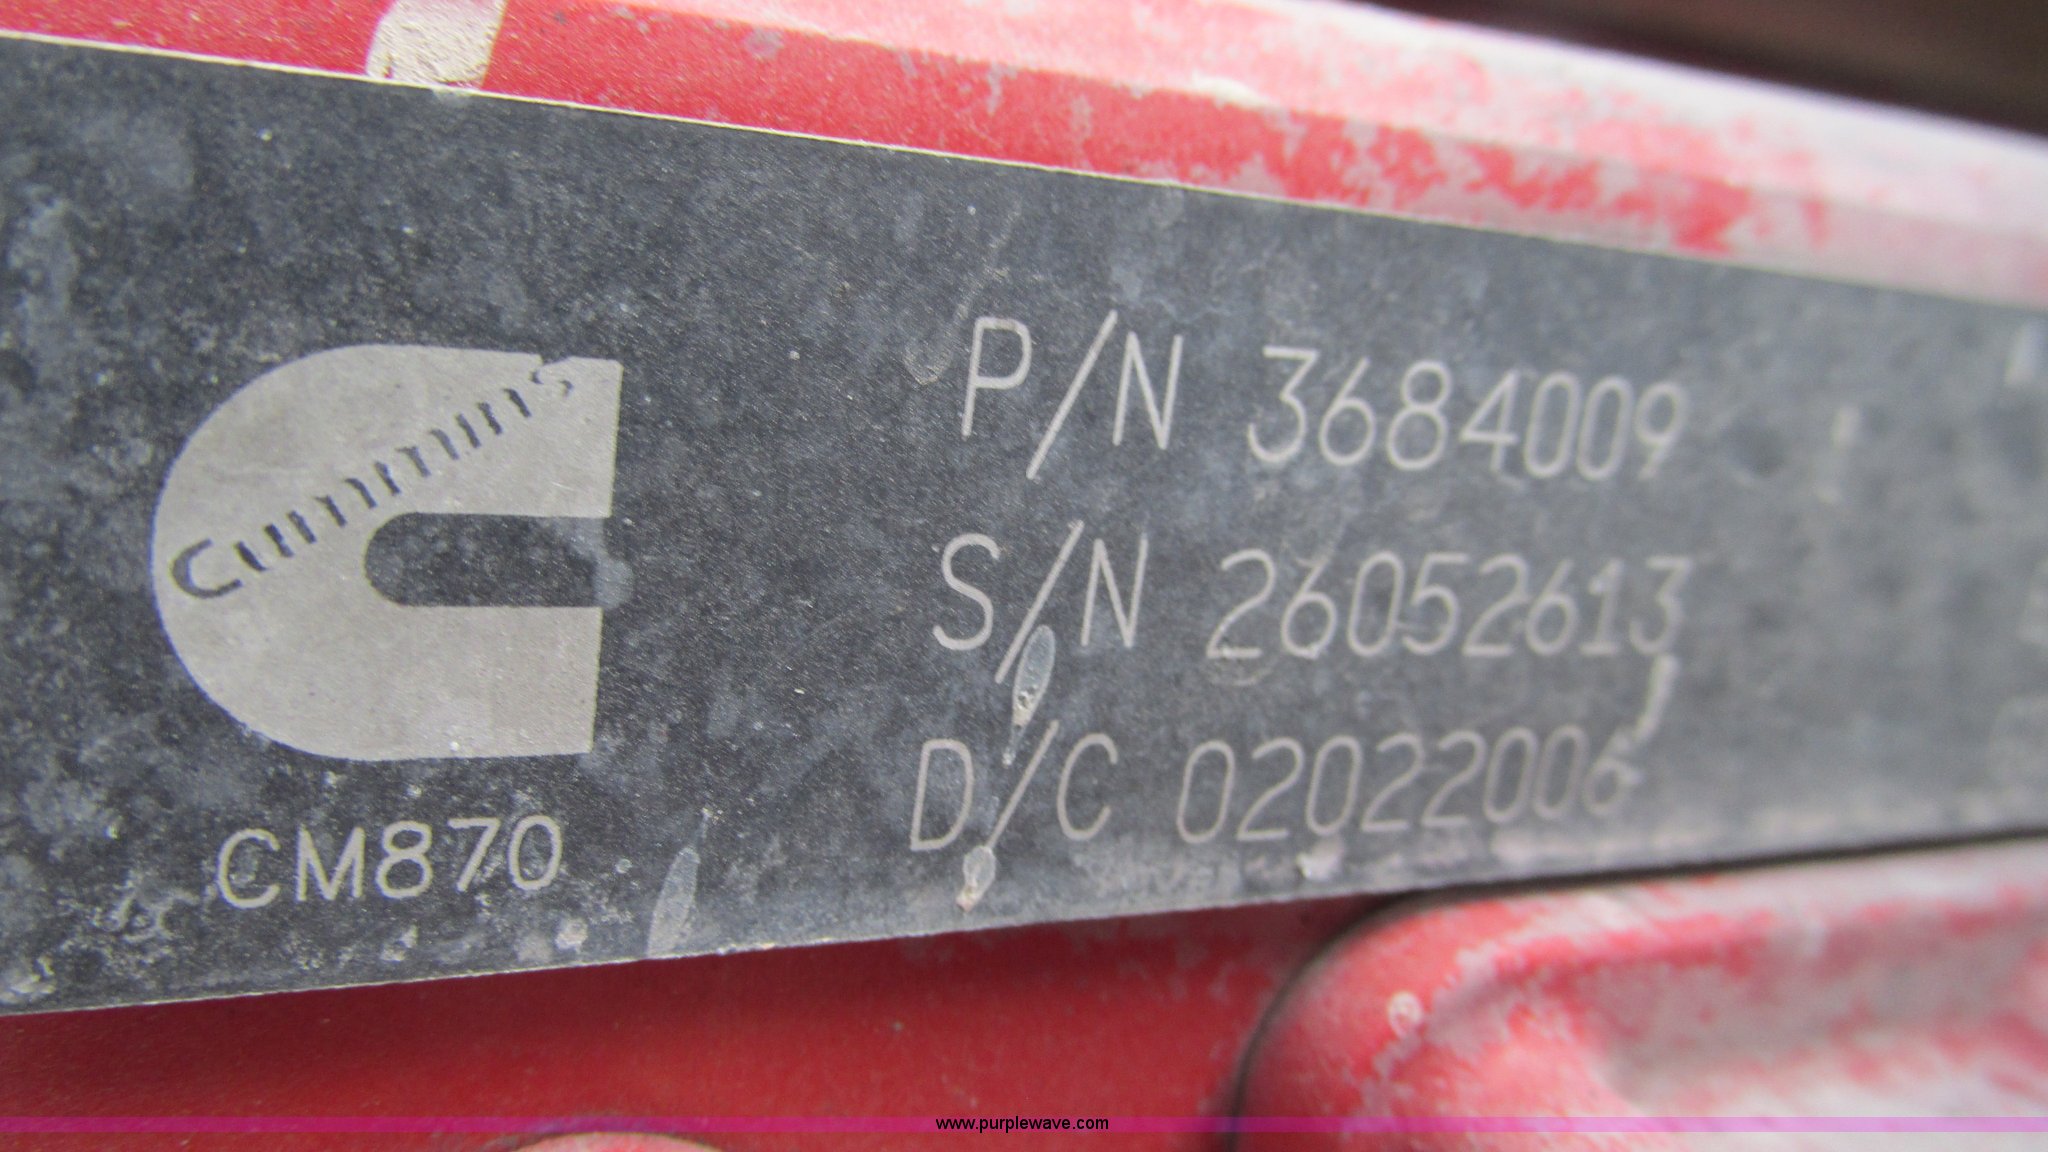 Cummins
CM870
P/N 3684009
S/N 26052613
D/C 02022006
www.purplewave.com